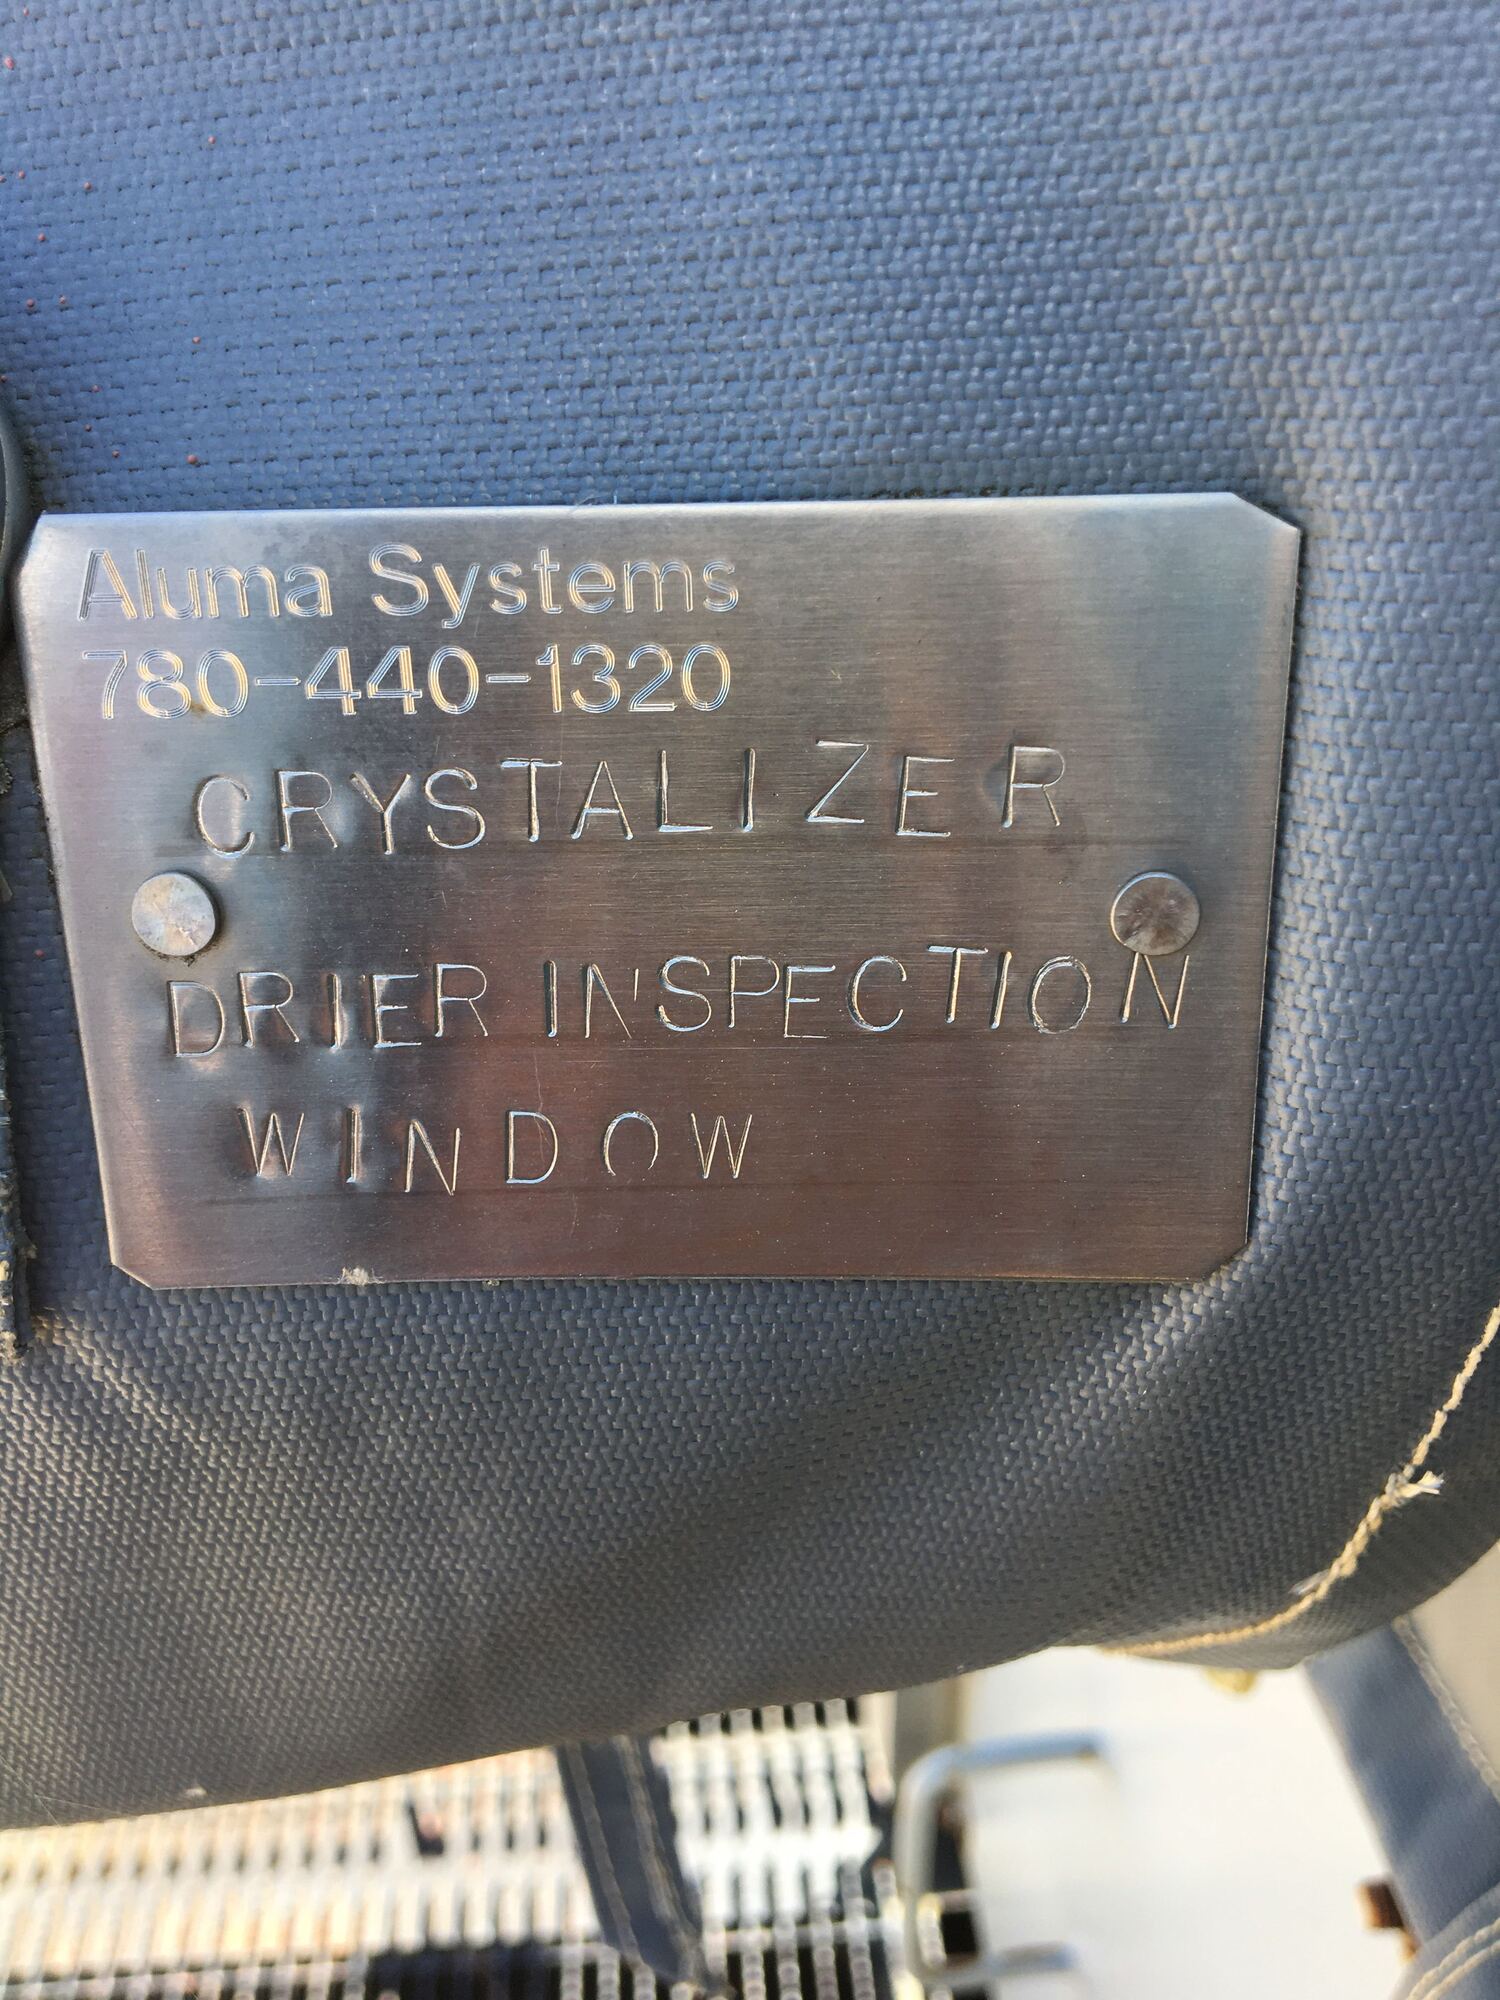 Aluma Systems
780-440-1320
CRYSTALIZER
DRIER INSPECTION
WINDOW